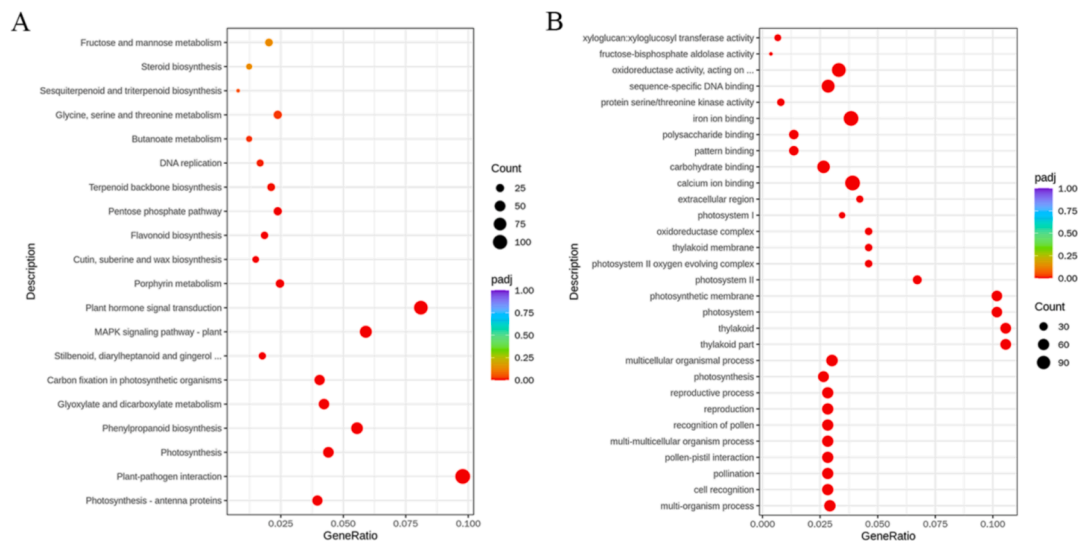 A
Fructose and mannose metabolism
Steroid biosynthesis
Sesquiterpenoid and triterpenoid biosynthesis
Glycine, serine and threonine metabolism
Butanoate metabolism
DNA replication
Terpenoid backbone biosynthesis
Pentose phosphate pathway
Flavonoid biosynthesis
Cutin, suberine and wax biosynthesis
Porphyrin metabolism
Plant hormone signal transduction
MAPK signaling pathway - plant
Stilbenoid, diarylheptanoid and gingerol ...
Carbon fixation in photosynthetic organisms
Glyoxylate and dicarboxylate metabolism
Phenylpropanoid biosynthesis
Photosynthesis
Plant-pathogen interaction
Photosynthesis - antenna proteins
Description
0.025 0.050 0.075 0.100
GeneRatio
Count
25
50
75
100
padj
1.00
0.75
0.50
0.25
0.00
B
xyloglucan:xyloglucosyl transferase activity
fructose-bisphosphate aldolase activity
oxidoreductase activity, acting on ...
sequence-specific DNA binding
protein serine/threonine kinase activity
iron ion binding
polysaccharide binding
pattern binding
carbohydrate binding
calcium ion binding
extracellular region
photosystem I
oxidoreductase complex
thylakoid membrane
photosystem II oxygen evolving complex
photosystem II
photosynthetic membrane
photosystem
thylakoid
thylakoid part
multicellular organismal process
photosynthesis
reproductive process
reproduction
recognition of pollen
multi-multicellular organism process
pollen-pistil interaction
pollination
cell recognition
multi-organism process
Description
0.000 0.025 0.050 0.075 0.100
GeneRatio
padj
1.00
0.75
0.50
0.25
0.00
Count
30
60
90